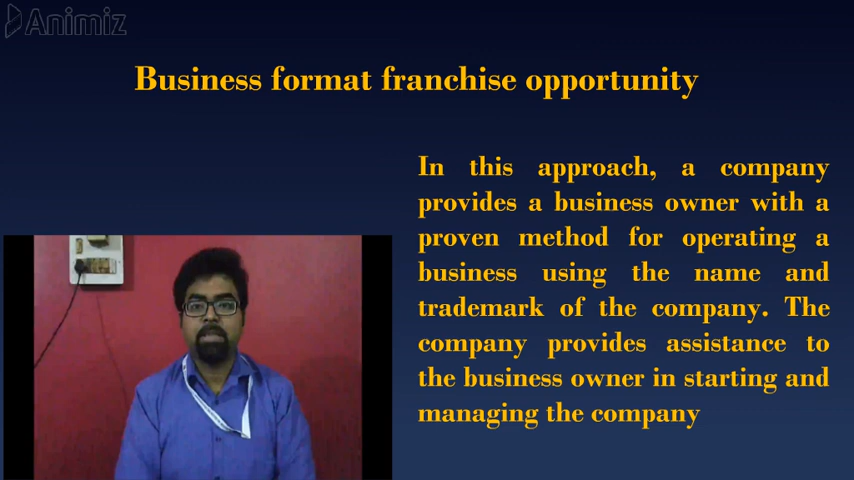 Animiz
Business format franchise opportunity
In this approach, a company
provides a business owner with a
proven method for operating a
business using the name and
trademark of the company. The
company provides assistance to
the business owner in starting and
managing the company